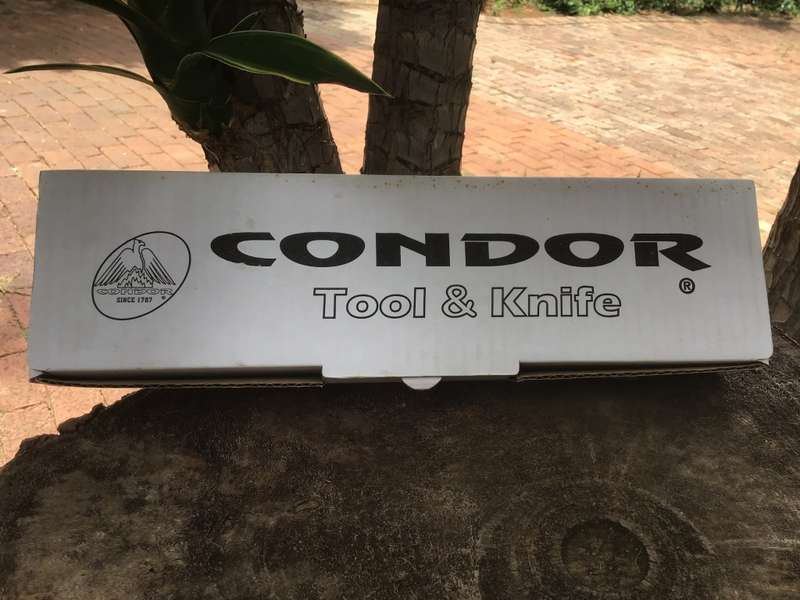 CONDOR
SINCE 1787
®
CONDOR
Tool & Knife
®